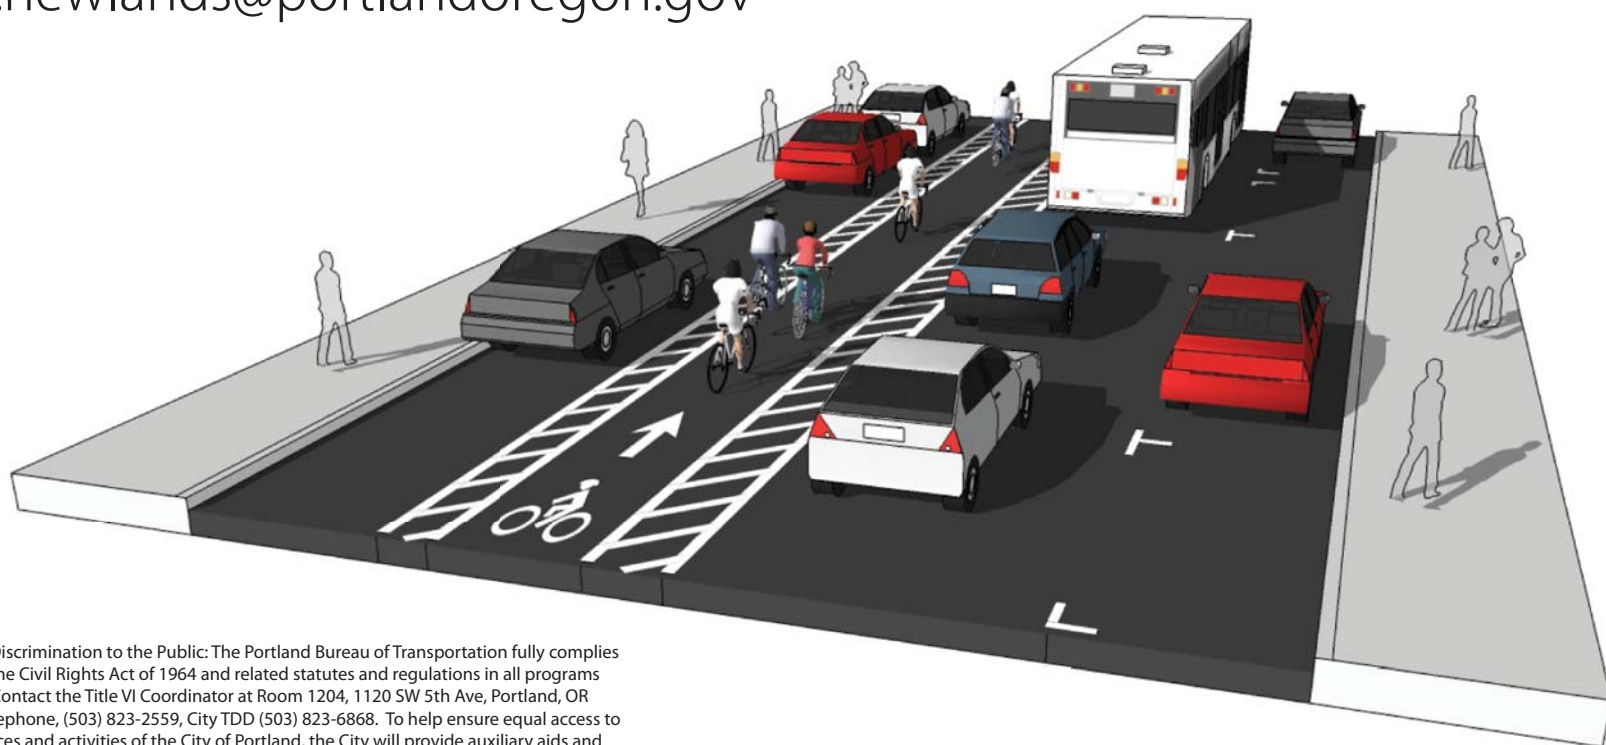 .newlands@portlandoregon.gov
Discrimination to the Public: The Portland Bureau of Transportation fully complies
the Civil Rights Act of 1964 and related statutes and regulations in all programs
Contact the Title VI Coordinator at Room 1204, 1120 SW 5th Ave, Portland, OR
ephone, (503) 823-2559, City TDD (503) 823-6868. To help ensure equal access to
ces and activities of the City of Portland, the City will provide auxiliary aids and